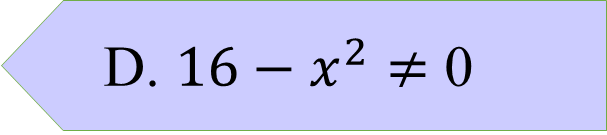 D. 16 − x² ≠ 0